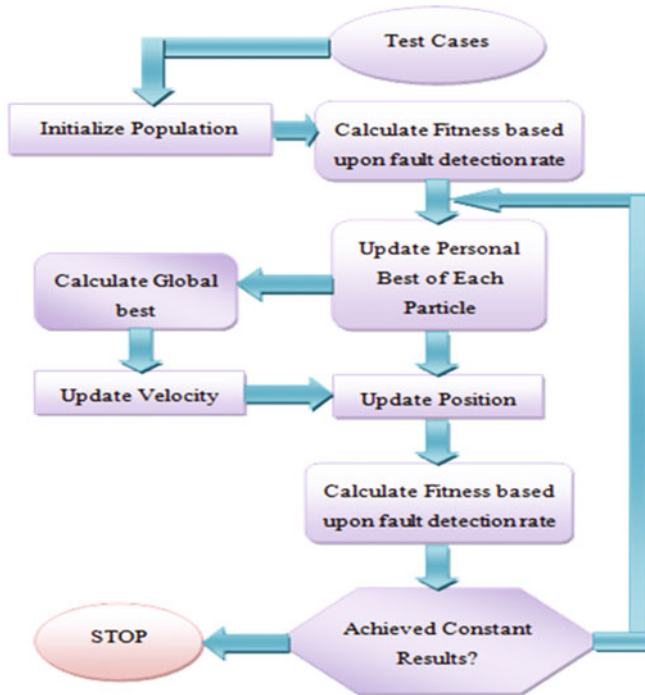 Test Cases
Initialize Population
Calculate Fitness based
upon fault detection rate
Update Personal
Best of Each
Particle
Calculate Global
best
Update Velocity
Update Position
Calculate Fitness based
upon fault detection rate
Achieved Constant
Results?
STOP